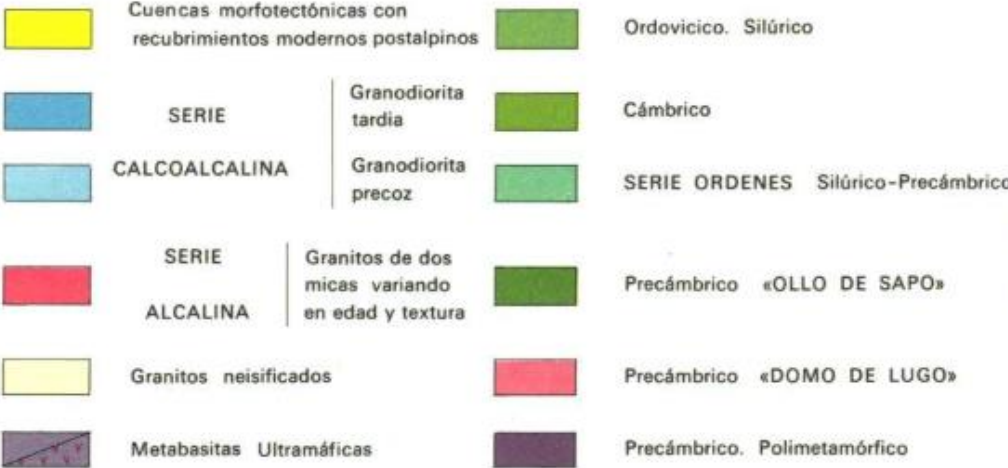 Cuencas morfotectónicas con
recubrimientos modernos postalpinos
SERIE
CALCOALCALINA
Granodiorita
tardia
Granodiorita
precoz
SERIE
ALCALINA
Granitos de dos
micas variando
en edad y textura
Granitos neisificados
Metabasitas Ultramáficas
Ordovicico. Silúrico
Cámbrico
SERIE ORDENES Silúrico-Precámbrico
Precámbrico «OLLO DE SAPO»
Precámbrico «DOMO DE LUGO»
Precámbrico. Polimetamórfico